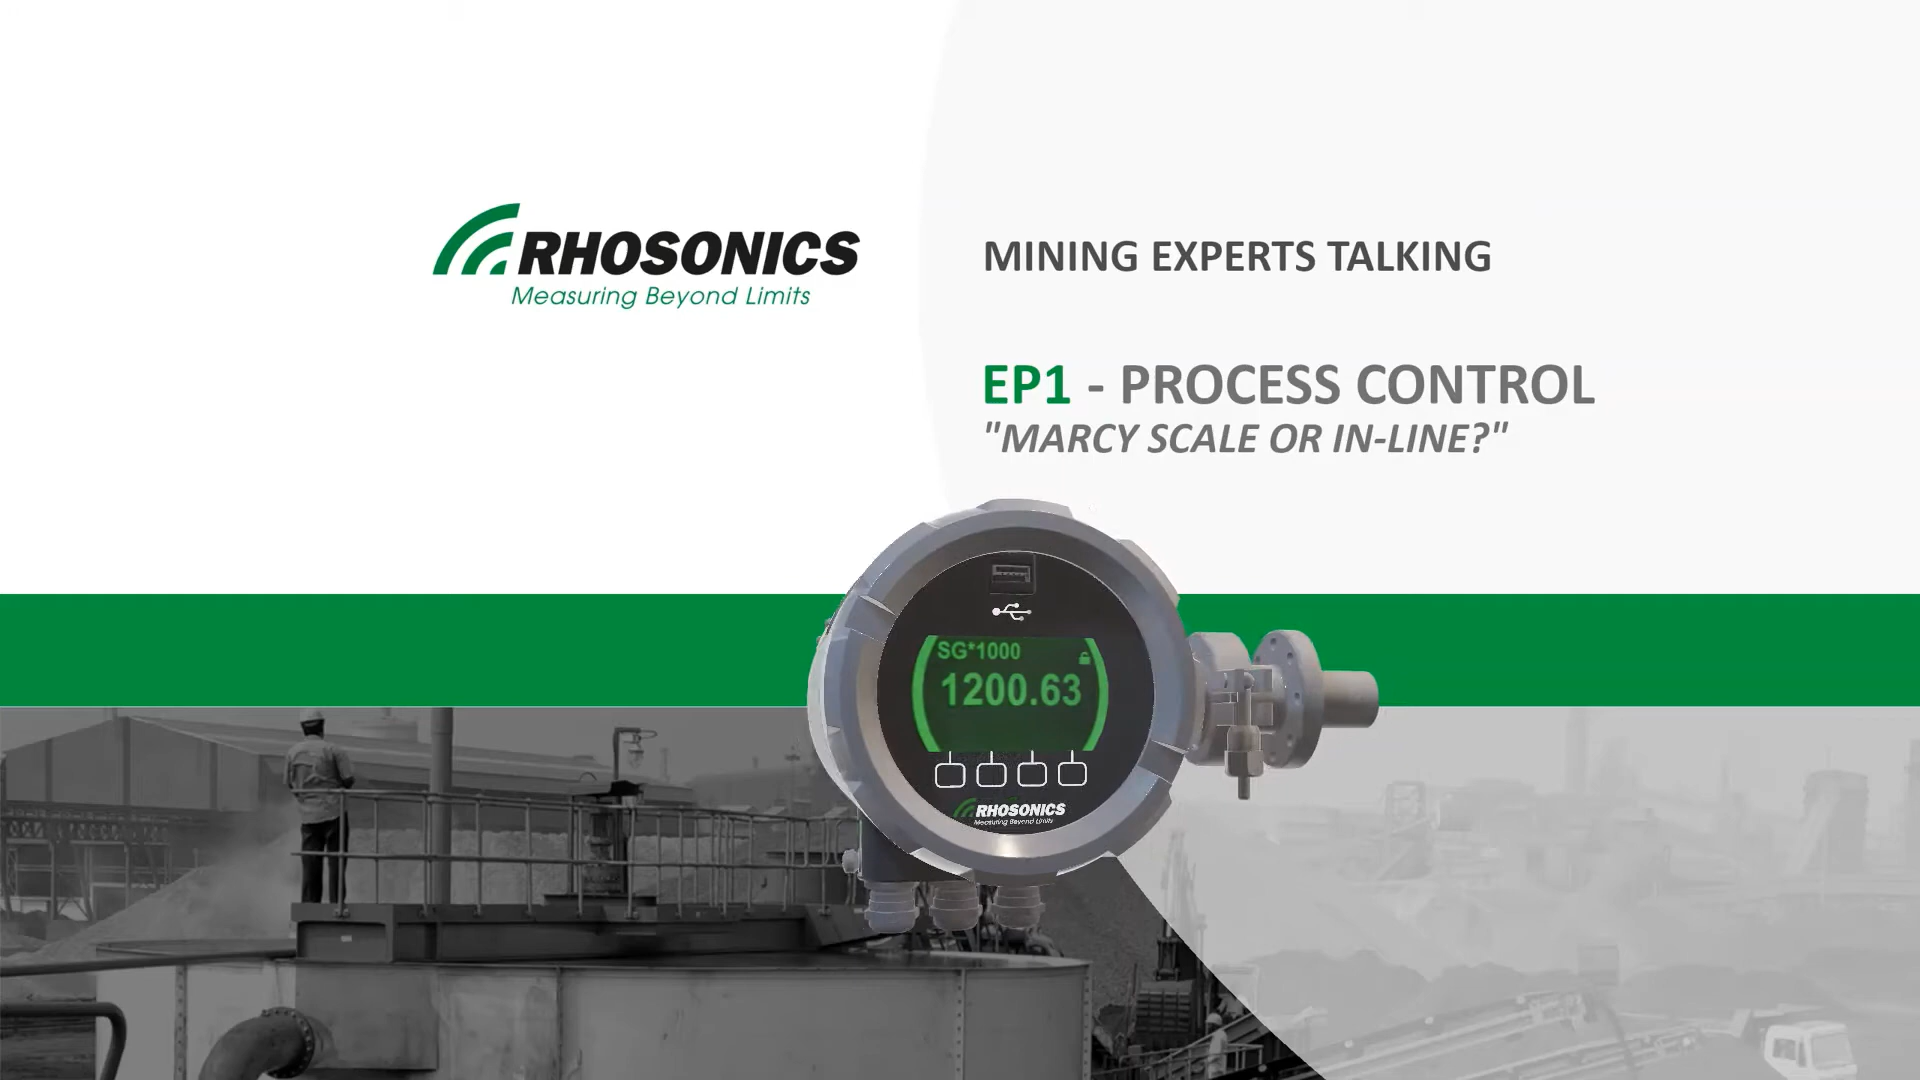 RHOSONICS
Measuring Beyond Limits
MINING EXPERTS TALKING
EP1 - PROCESS CONTROL
"MARCY SCALE OR IN-LINE?"
SG*1000
1200.63
RHOSONICS
Measuring Beyond Limits